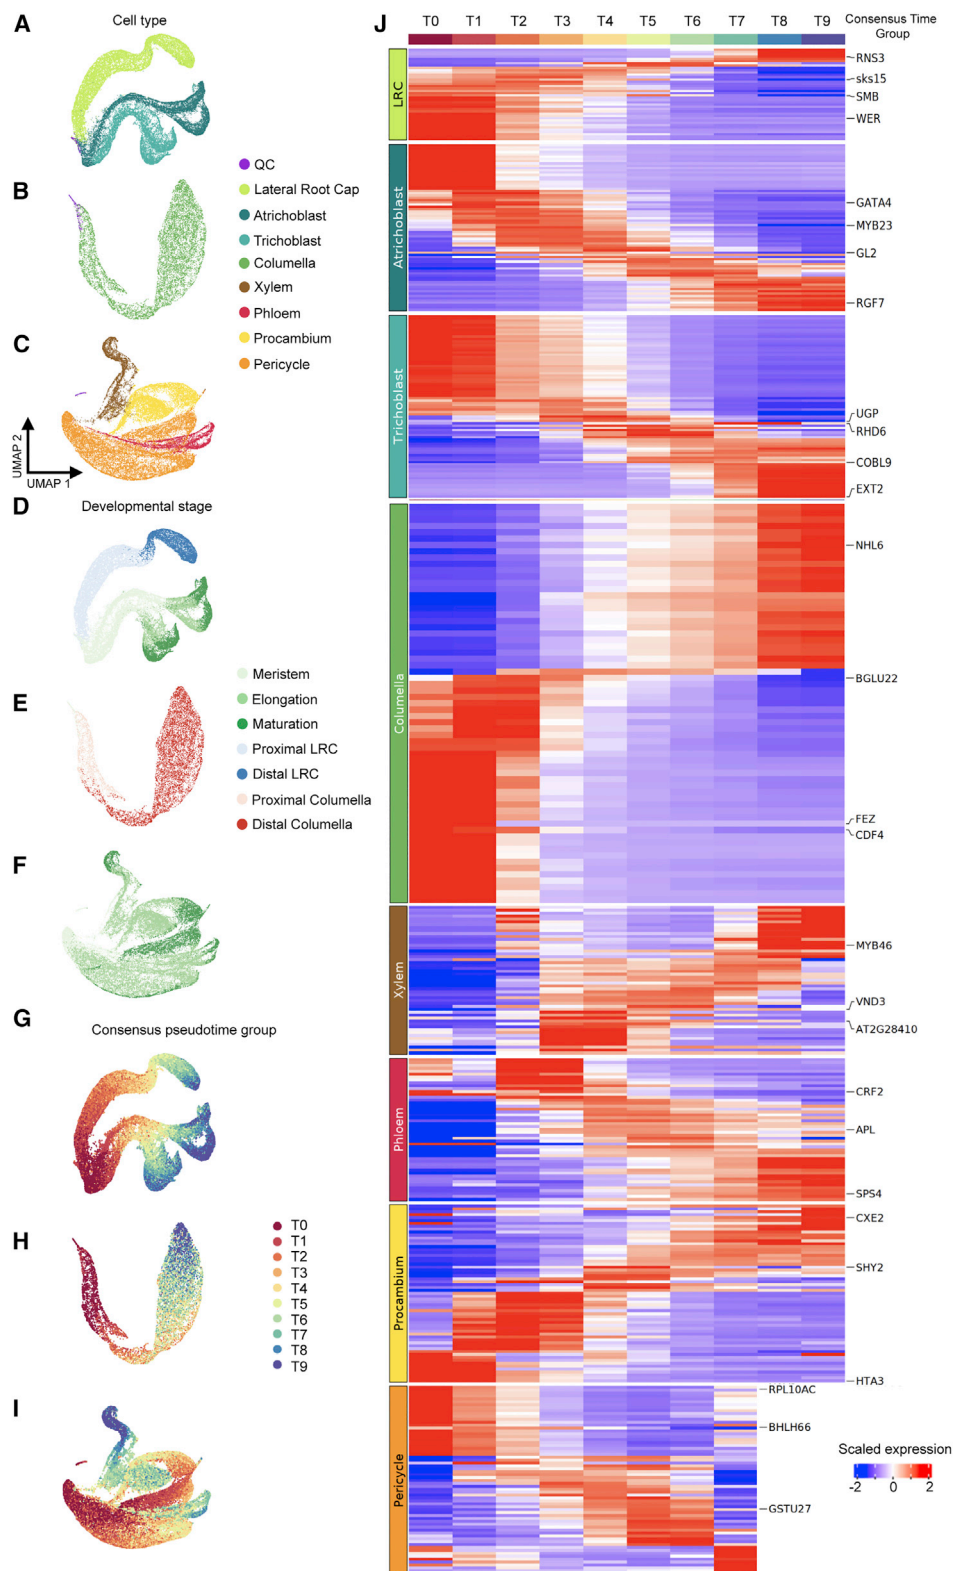 A
Cell type
B
QC
Lateral Root Cap
Atrichoblast
Trichoblast
Columella
Xylem
Phloem
Procambium
Pericycle
C
UMAP 2
UMAP 1
D
Developmental stage
Meristem
Elongation
Maturation
Proximal LRC
Distal LRC
Proximal Columella
Distal Columella
E
F
G
Consensus pseudotime group
H
T0
T1
T2
T3
T4
T5
T6
T7
T8
T9
I
J
T0 T1 T2 T3 T4 T5 T6 T7 T8 T9
Consensus Time
Group
LRC
RNS3
sks15
SMB
WER
Atrichoblast
GATA4
MYB23
GL2
RGF7
Trichoblast
UGP
RHD6
COBL9
EXT2
Columella
NHL6
BGLU22
FEZ
CDF4
Xylem
MYB46
VND3
AT2G28410
Phloem
CRF2
APL
SPS4
Procambium
CXE2
SHY2
HTA3
Pericycle
RPL10AC
BHLH66
GSTU27
Scaled expression
-2 0 2